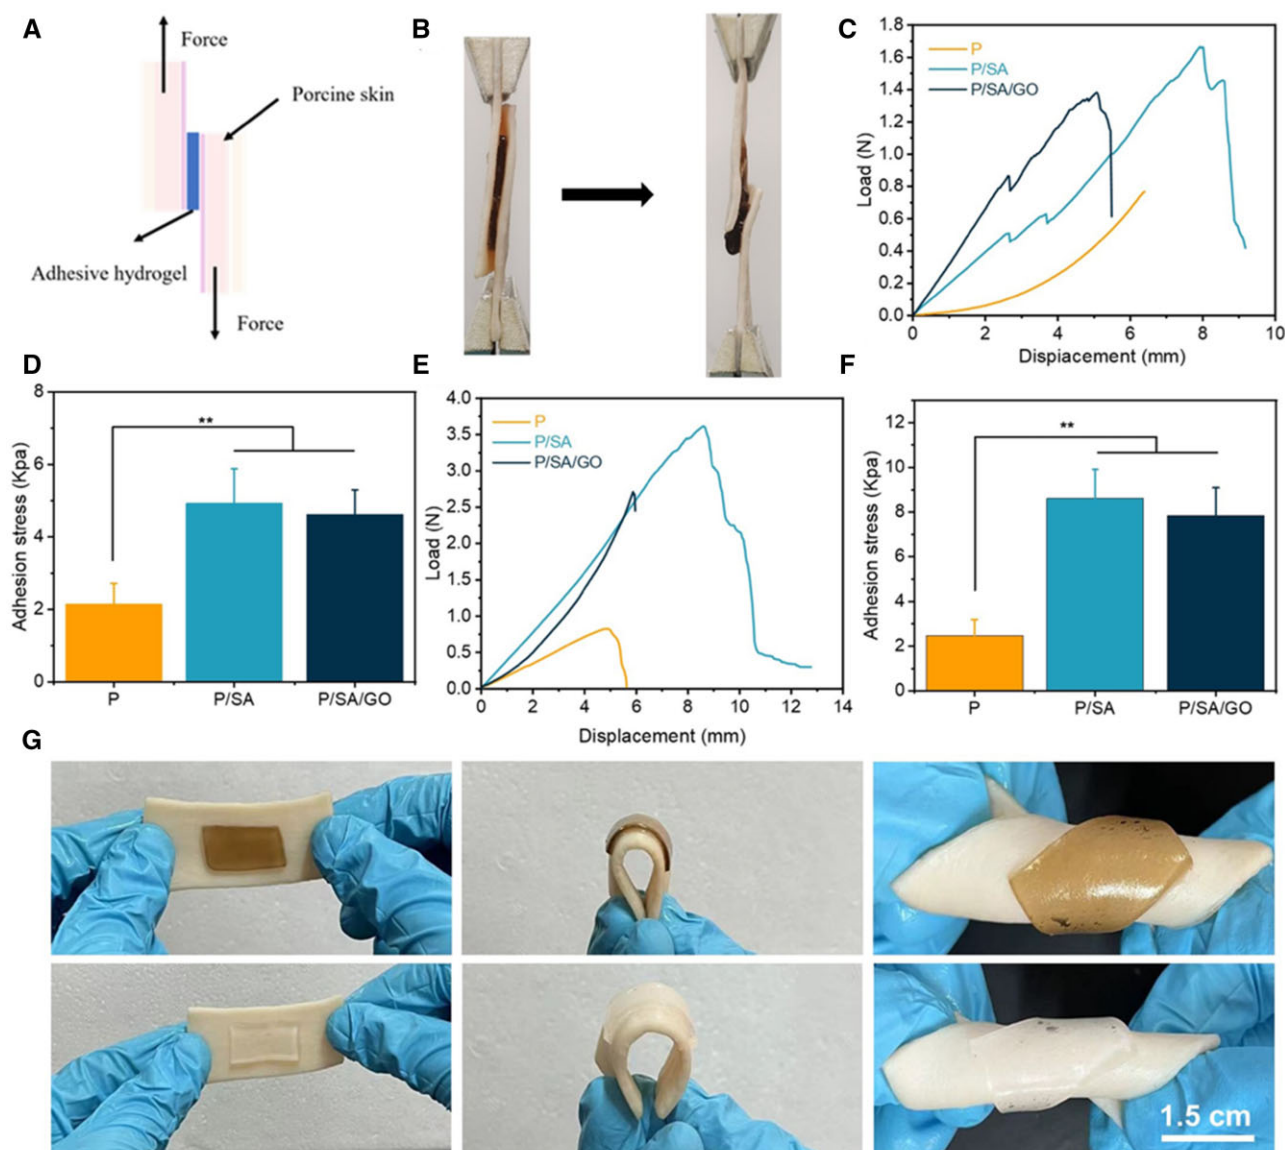 A
Force
Porcine skin
Adhesive hydrogel
Force
B
C
1.8
1.6
1.4
1.2
1.0
0.8
0.6
0.4
0.2
0.0
Load (N)
P
P/SA
P/SA/GO
2
4
6
8
10
Dispiacement (mm)
D
8
6
4
2
0
Adhesion stress (Kpa)
**
P
P/SA
P/SA/GO
E
4.0
3.5
3.0
2.5
2.0
1.5
1.0
0.5
0.0
Load (N)
P
P/SA
P/SA/GO
0
2
4
6
8
10
12
14
Displacement (mm)
F
12
10
8
6
4
2
0
Adhesion stress (Kpa)
**
P
P/SA
P/SA/GO
G
1.5 cm